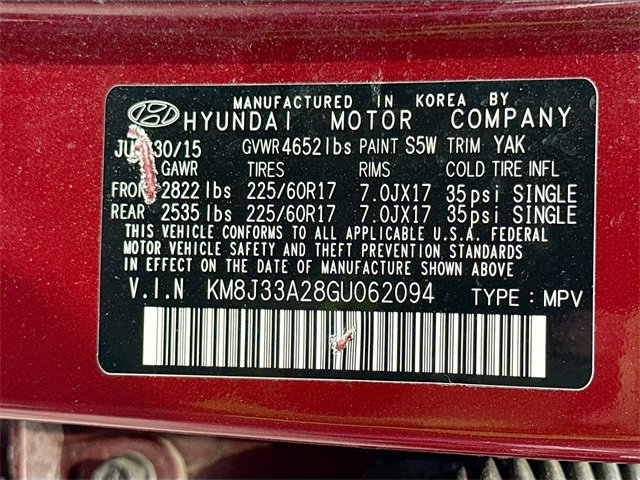 MANUFACTURED IN KOREA BY
HYUNDAI MOTOR COMPANY
30/15 GVWR 4652lbs PAINT S5W TRIM YAK
GAWR TIRES RIMS COLD TIRE INFL
2822 lbs 225/60R17 7.0JX17 35psi SINGLE
REAR 2535 lbs 225/60R17 7.0JX17 35psi SINGLE
THIS VEHICLE CONFORMS TO ALL APPLICABLE U.S.A. FEDERAL
MOTOR VEHICLE SAFETY AND THEFT PREVENTION STANDARDS
IN EFFECT ON THE DATE OF MANUFACTURE SHOWN ABOVE
V.I.N KM8J33A28GU062094 TYPE : MPV